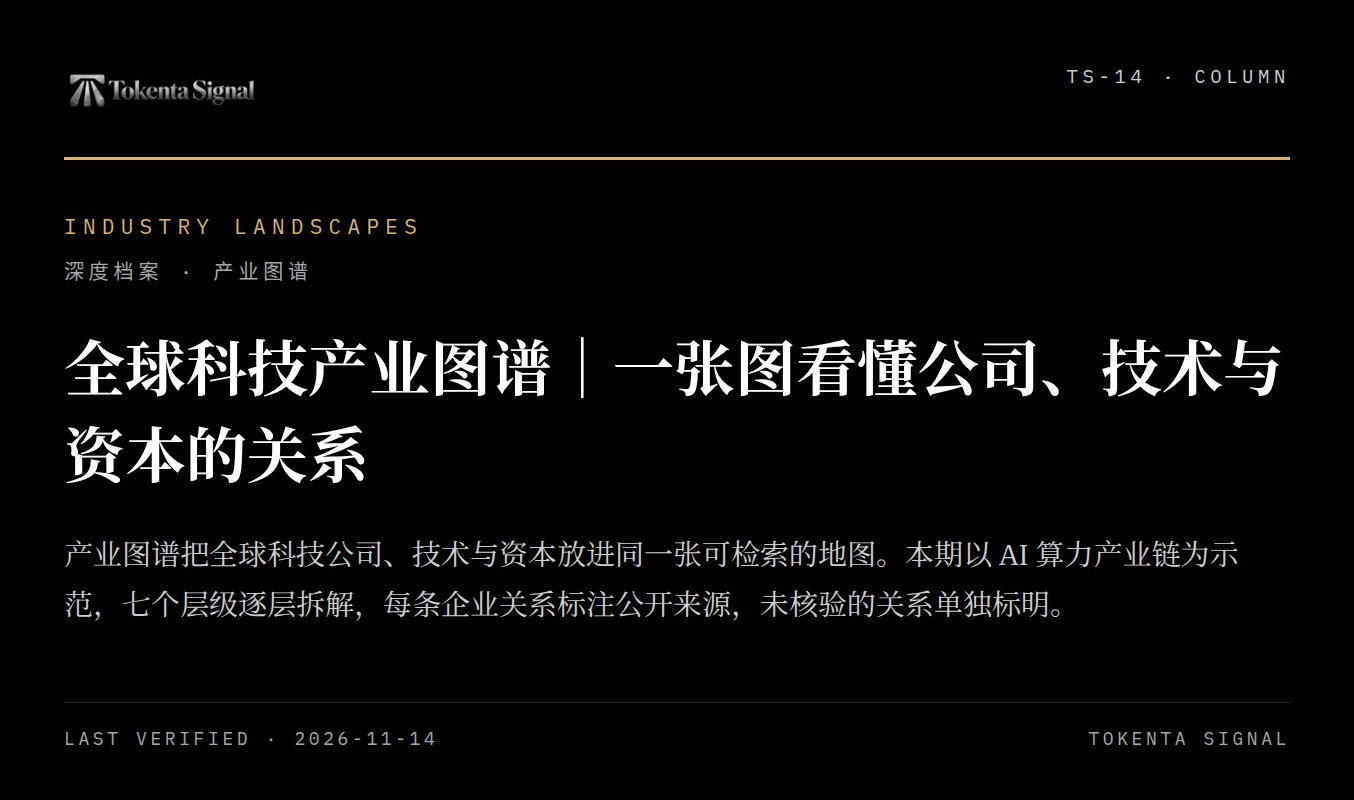 Tokenta Signal
TS-14 · COLUMN
INDUSTRY LANDSCAPES
深度档案 · 产业图谱
全球科技产业图谱｜一张图看懂公司、技术与
资本的关系
产业图谱把全球科技公司、技术与资本放进同一张可检索的地图。本期以 AI 算力产业链为示
范，七个层级逐层拆解，每条企业关系标注公开来源，未核验的关系单独标明。
LAST VERIFIED · 2026-11-14
TOKENTA SIGNAL